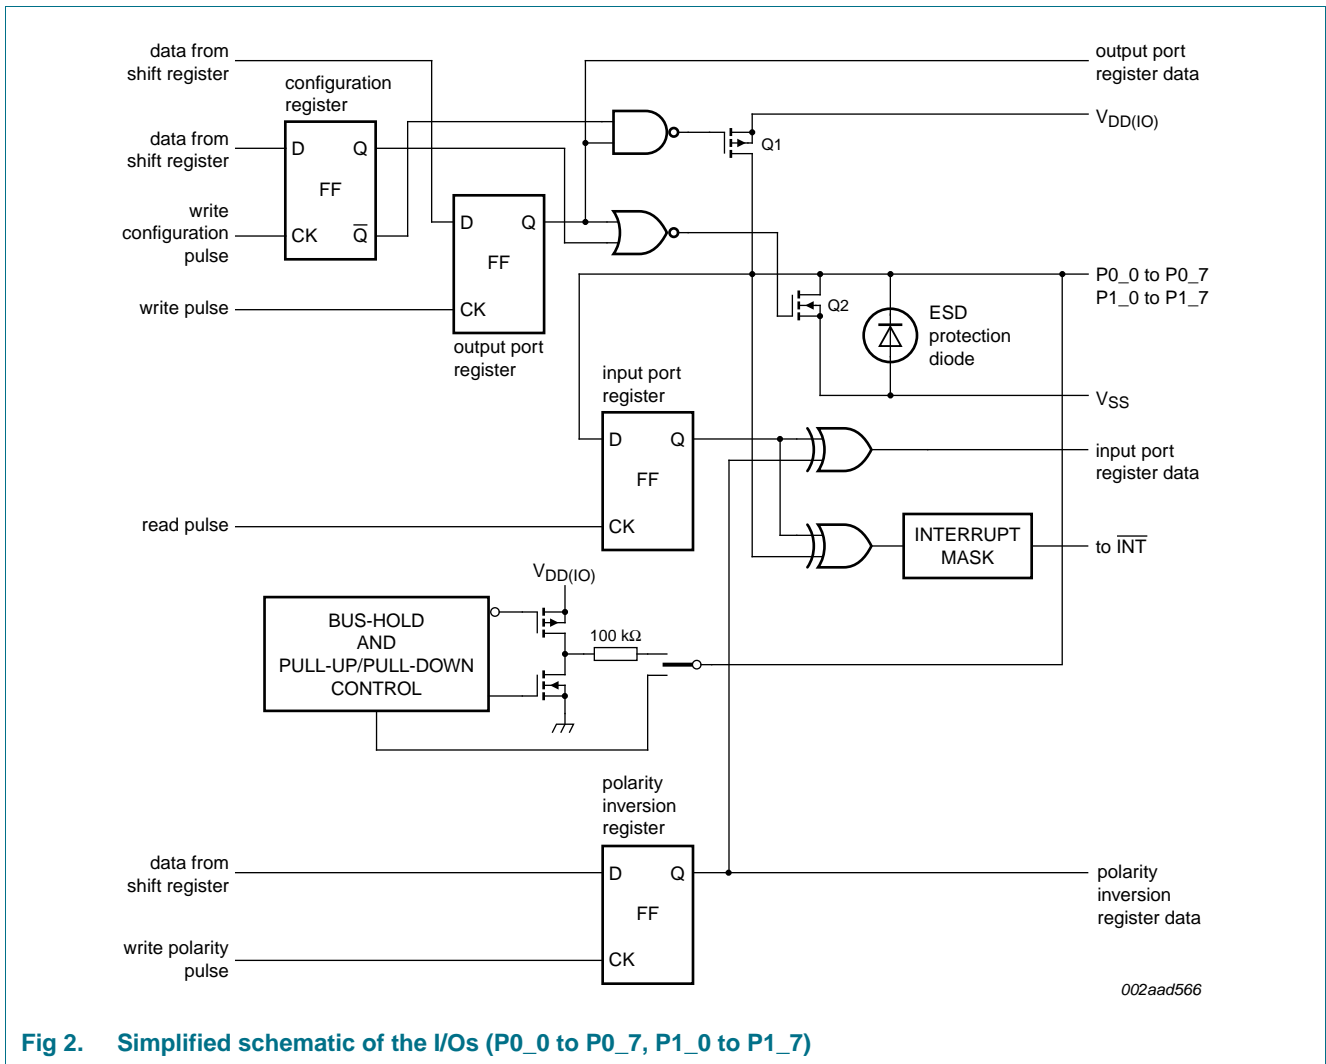 data from
shift register
output port
register data
configuration
register
VDD(IO)
data from
shift register
D
Q
FF
Q1
write
configuration
pulse
CK
Q
D
Q
FF
P0_0 to P0_7
P1_0 to P1_7
write pulse
CK
Q2
ESD
protection
diode
output port
register
input port
register
VSS
D
Q
FF
input port
register data
read pulse
CK
INTERRUPT
MASK
to INT
VDD(IO)
BUS-HOLD
AND
PULL-UP/PULL-DOWN
CONTROL
100 kΩ
polarity
inversion
register
data from
shift register
D
Q
FF
polarity
inversion
register data
write polarity
pulse
CK
002aad566
Fig 2. Simplified schematic of the I/Os (P0_0 to P0_7, P1_0 to P1_7)